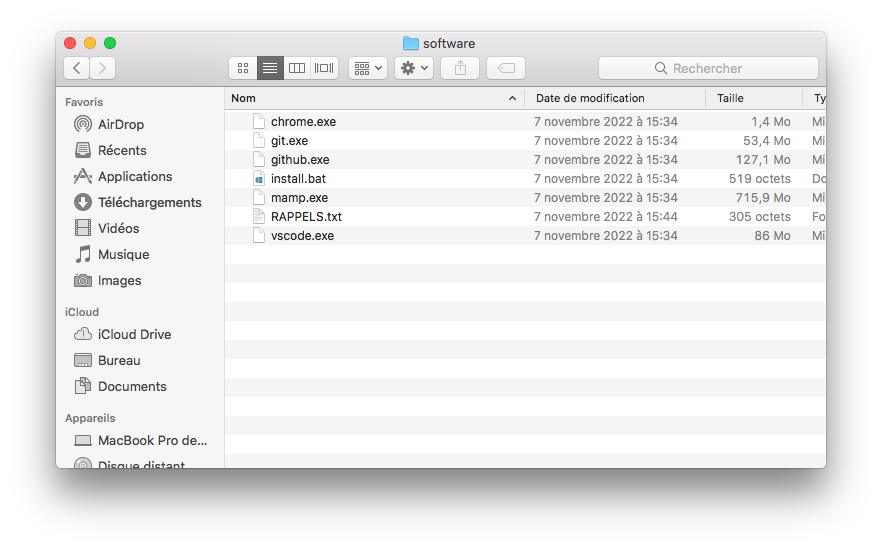 software
Rechercher
Favoris
AirDrop
Récents
Applications
Téléchargements
Vidéos
Musique
Images
iCloud
iCloud Drive
Bureau
Documents
Appareils
MacBook Pro de...
Disque distant
Nom Date de modification Taille Ty
chrome.exe 7 novembre 2022 à 15:34 1,4 Mo Mi
git.exe 7 novembre 2022 à 15:34 53,4 Mo Mi
github.exe 7 novembre 2022 à 15:34 127,1 Mo Mi
install.bat 7 novembre 2022 à 15:34 519 octets Do
mamp.exe 7 novembre 2022 à 15:34 715,9 Mo Mi
RAPPELS.txt 7 novembre 2022 à 15:44 305 octets Fo
vscode.exe 7 novembre 2022 à 15:34 86 Mo Mi